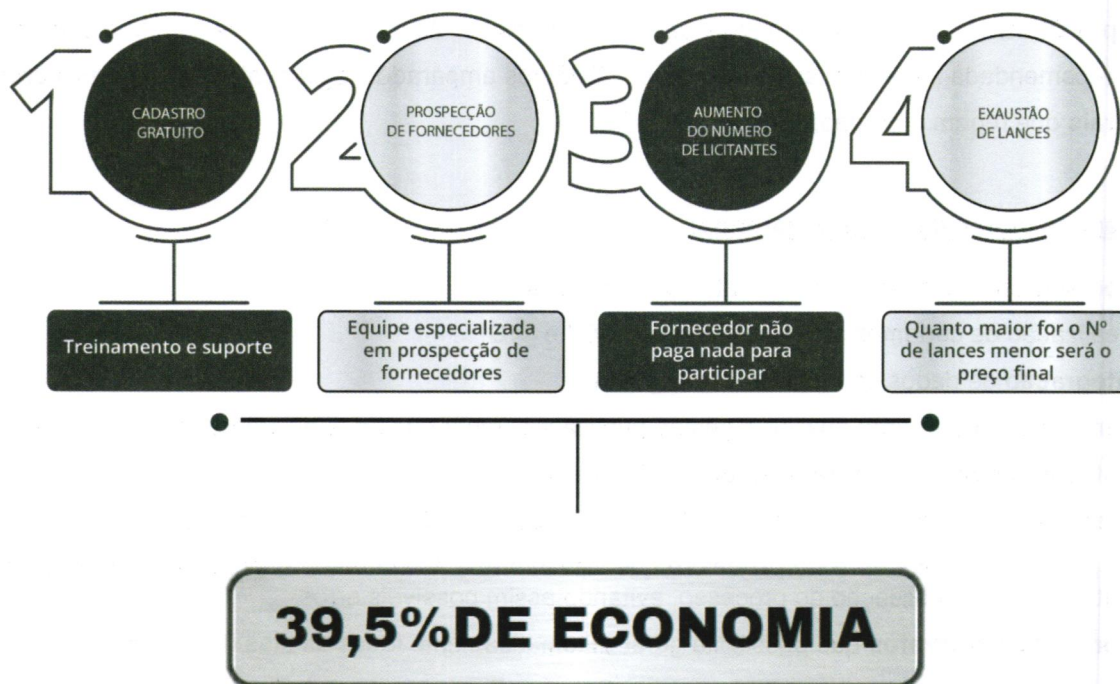 1
CADASTRO
GRATUITO
Treinamento e suporte
2
PROSPECÇÃO
DE FORNECEDORES
Equipe especializada
em prospecção de
fornecedores
3
AUMENTO
DO NÚMERO
DE LICITANTES
Fornecedor não
paga nada para
participar
4
EXAUSTÃO
DE LANCES
Quanto maior for o Nº
de lances menor será o
preço final
39,5%DE ECONOMIA